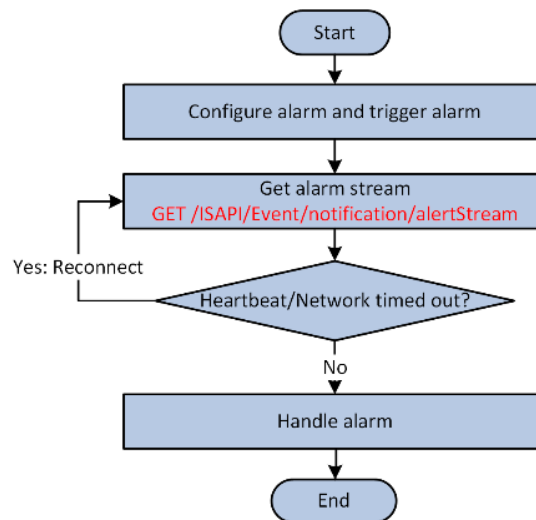 Start
Configure alarm and trigger alarm
Get alarm stream
GET /ISAPI/Event/notification/alertStream
Yes: Reconnect
Heartbeat/Network timed out?
No
Handle alarm
End